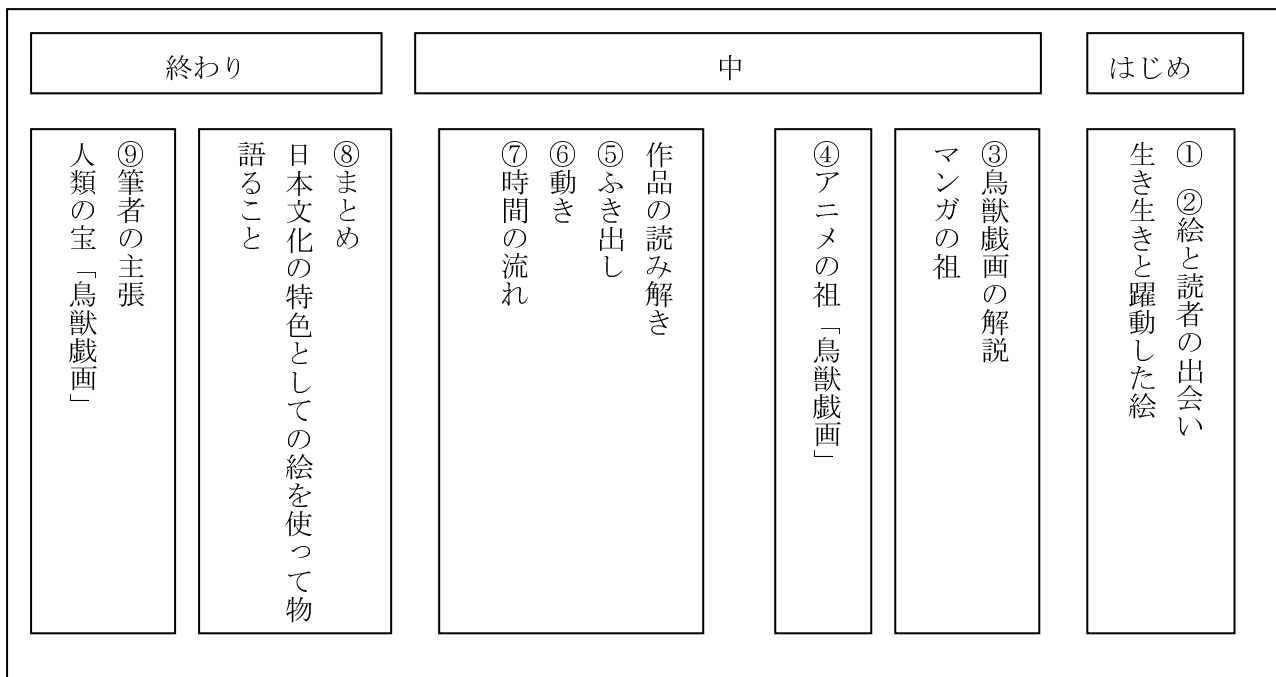 はじめ
① ②絵と読者の出会い
生き生きと躍動した絵
中
③鳥獣戯画の解説
マンガの祖
④アニメの祖「鳥獣戯画」
作品の読み解き
⑤ふき出し
⑥動き
⑦時間の流れ
終わり
⑧まとめ
日本文化の特色としての絵を使って物
語ること
⑨筆者の主張
人類の宝「鳥獣戯画」